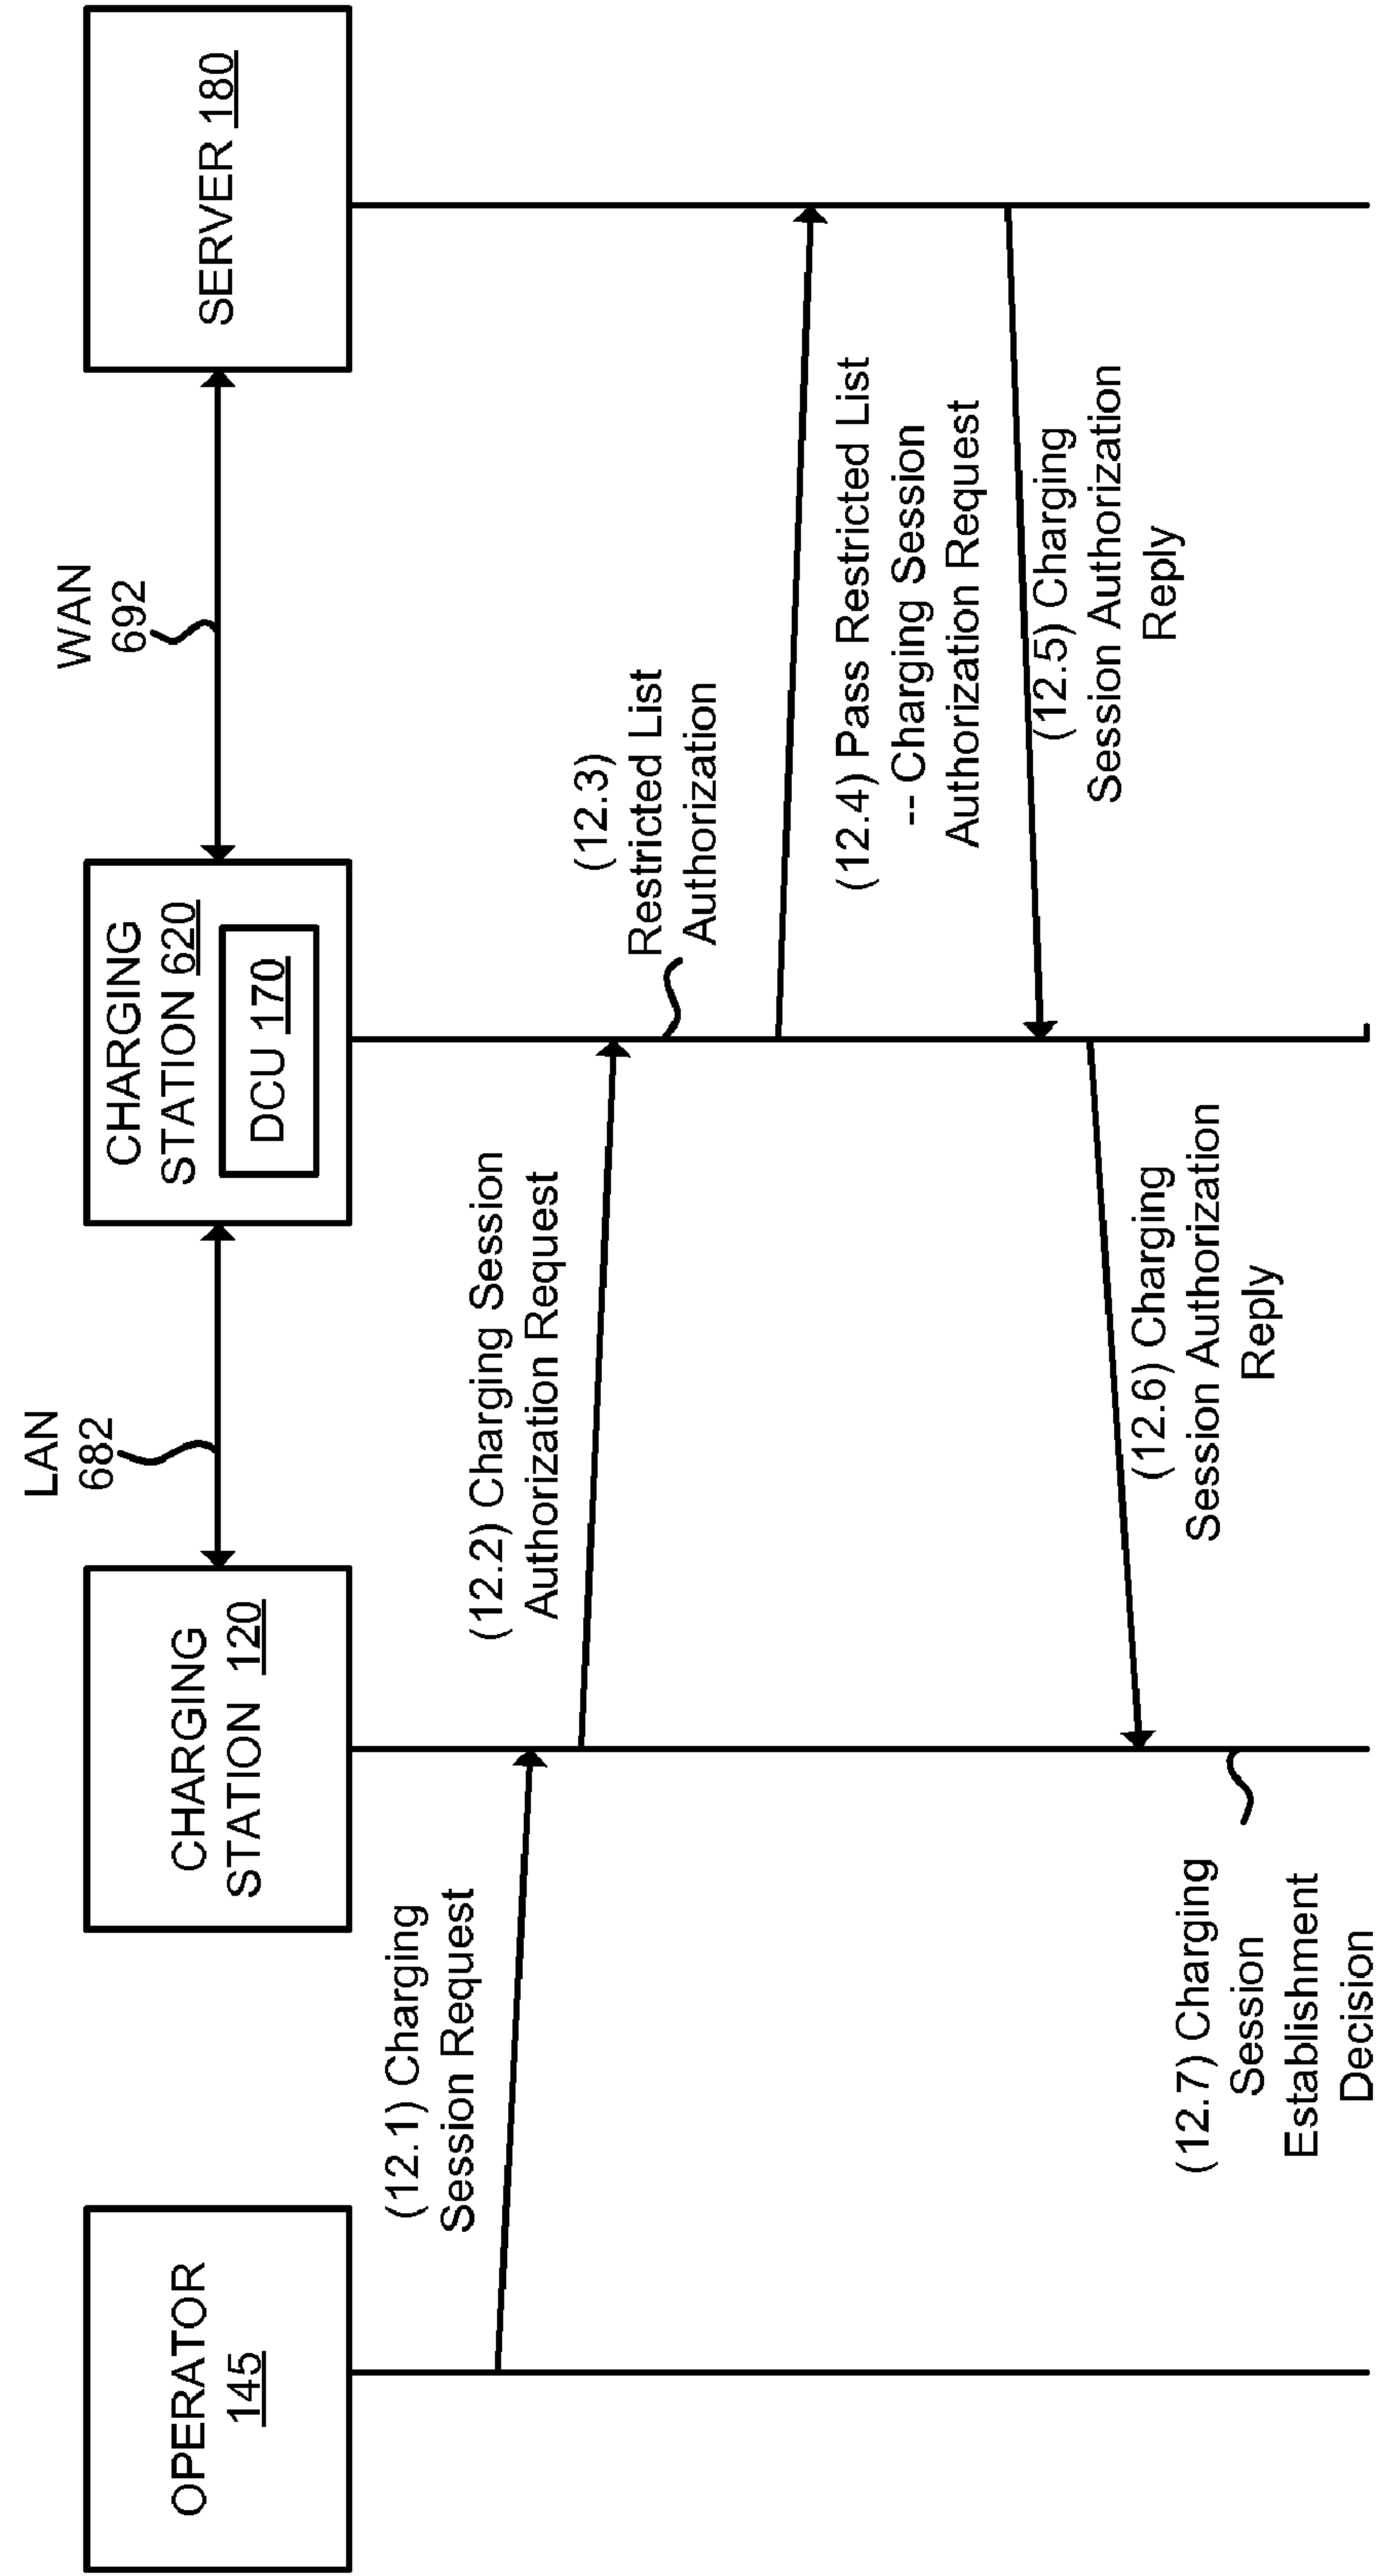 OPERATOR
145
LAN
682
CHARGING
STATION 120
CHARGING
STATION 620
DCU 170
WAN
692
SERVER 180
(12.1) Charging
Session Request
(12.2) Charging Session
Authorization Request
(12.3)
Restricted List
Authorization
(12.4) Pass Restricted List
-- Charging Session
Authorization Request
(12.5) Charging
Session Authorization
Reply
(12.6) Charging
Session Authorization
Reply
(12.7) Charging
Session
Establishment
Decision